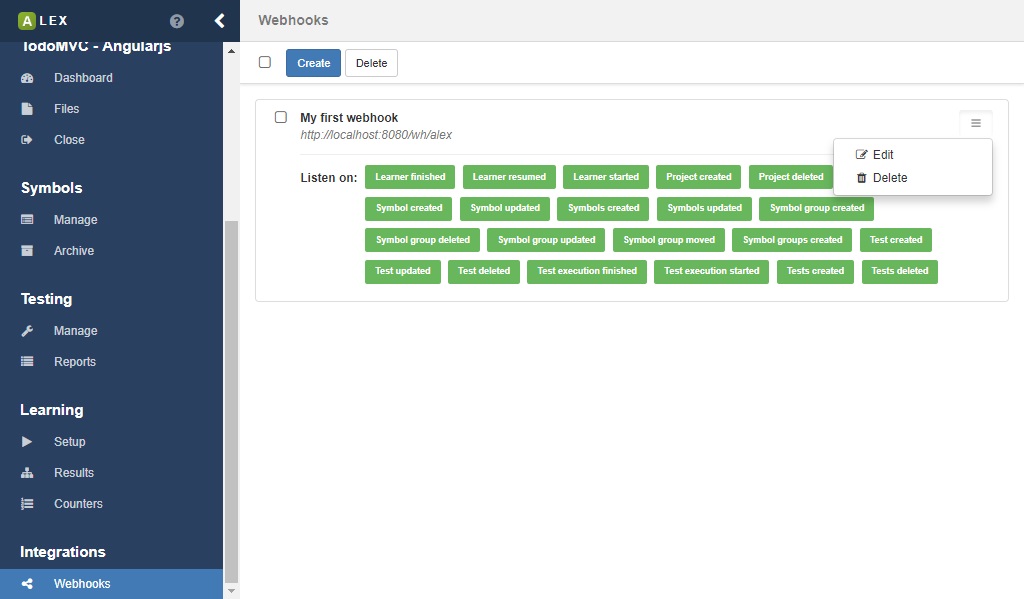 ALEX
TodoMVC - Angularjs
Dashboard
Files
Close
Symbols
Manage
Archive
Testing
Manage
Reports
Learning
Setup
Results
Counters
Integrations
Webhooks
Webhooks
Create Delete
My first webhook
http://localhost:8080/wh/alex
Edit
Delete
Listen on: Learner finished Learner resumed Learner started Project created Project deleted
Symbol created Symbol updated Symbols created Symbols updated Symbol group created
Symbol group deleted Symbol group updated Symbol group moved Symbol groups created Test created
Test updated Test deleted Test execution finished Test execution started Tests created Tests deleted